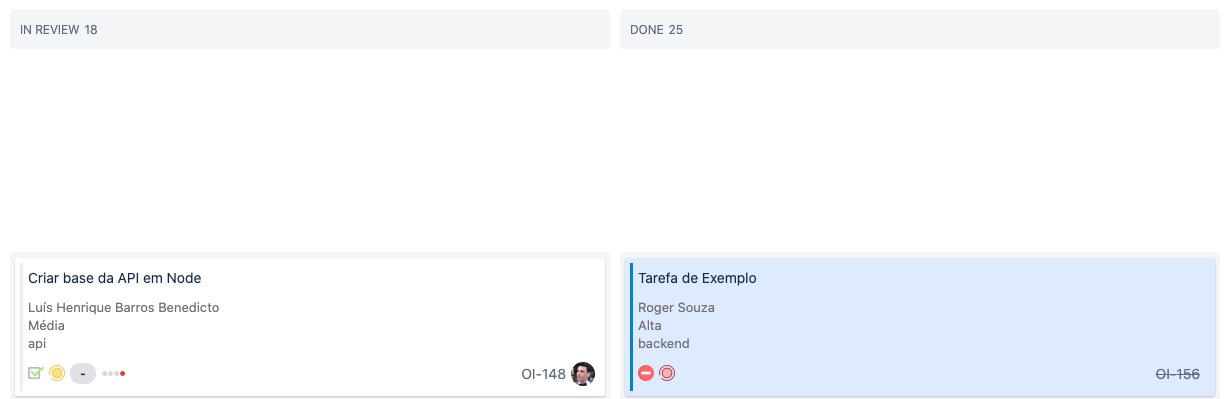 IN REVIEW 18
DONE 25
Criar base da API em Node
Luís Henrique Barros Benedicto
Média
api
-
OI-148
Tarefa de Exemplo
Roger Souza
Alta
backend
OI-156